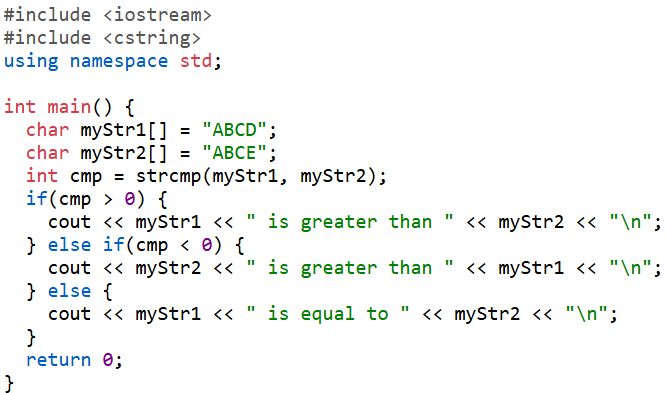 #include <iostream>
#include <cstring>
using namespace std;

int main() {
  char myStr1[] = "ABCD";
  char myStr2[] = "ABCE";
  int cmp = strcmp(myStr1, myStr2);
  if(cmp > 0) {
    cout << myStr1 << " is greater than " << myStr2 << "\n";
  } else if(cmp < 0) {
    cout << myStr2 << " is greater than " << myStr1 << "\n";
  } else {
    cout << myStr1 << " is equal to " << myStr2 << "\n";
  }
  return 0;
}